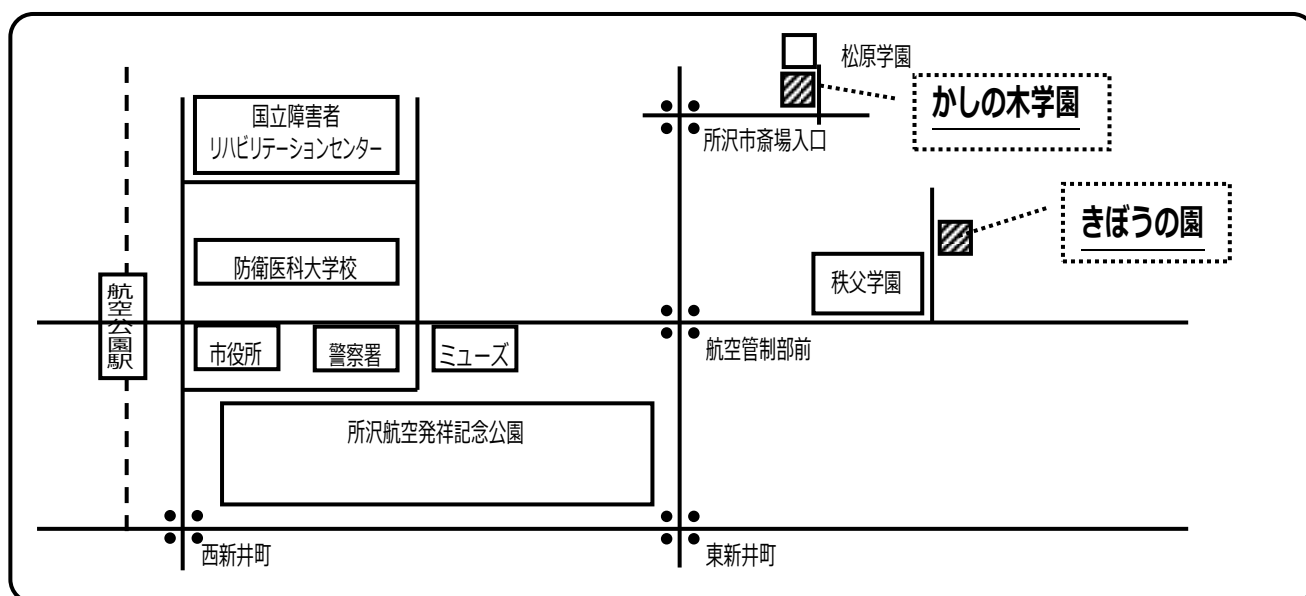 松原学園
かしの木学園
国立障害者
リハビリテーションセンター
所沢市斎場入口
きぼうの園
防衛医科大学校
秩父学園
航空公園駅
市役所
警察署
ミューズ
航空管制部前
所沢航空発祥記念公園
西新井町
東新井町